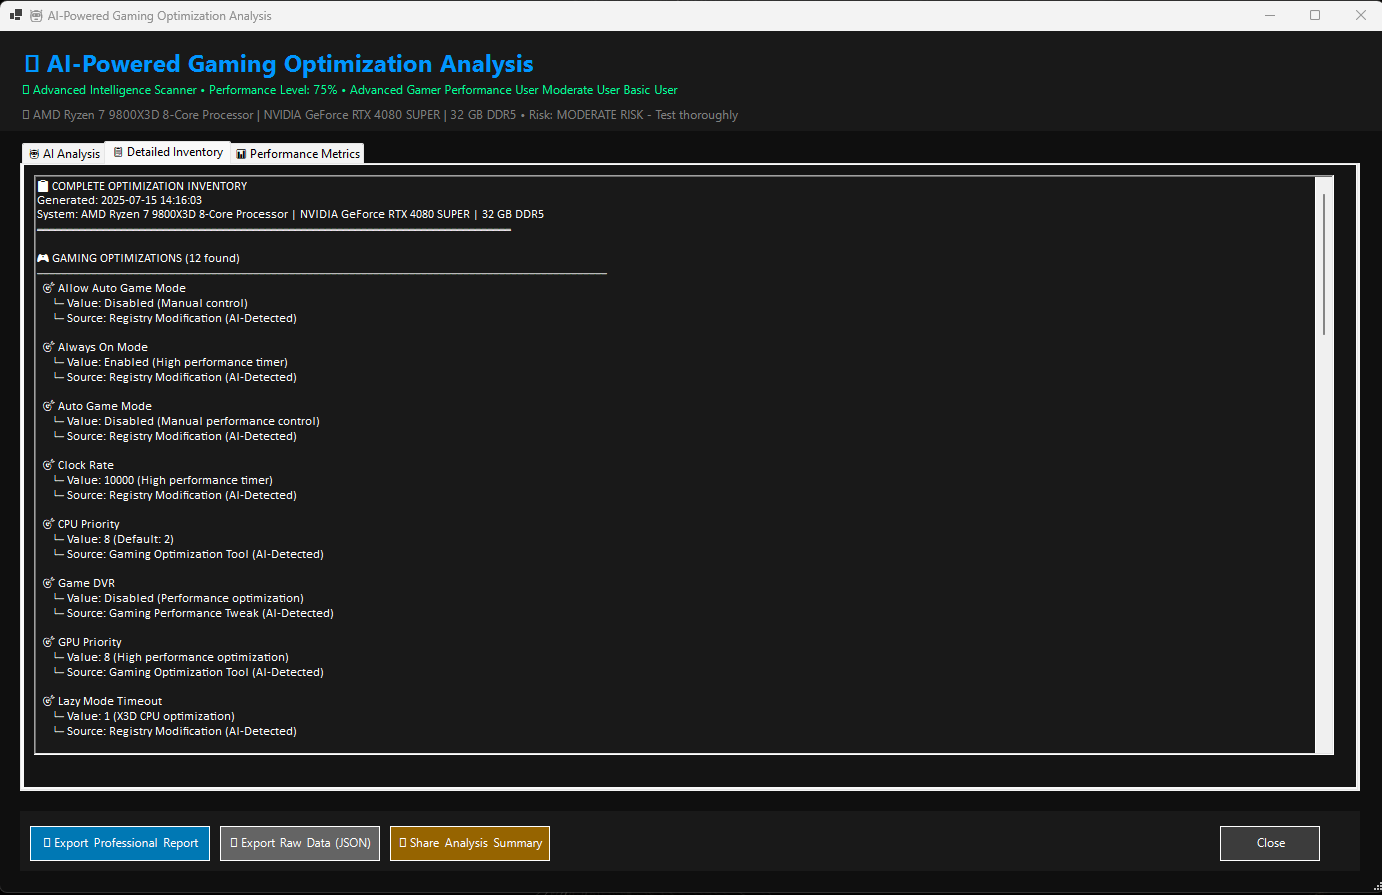 AI-Powered Gaming Optimization Analysis
AI-Powered Gaming Optimization Analysis
Advanced Intelligence Scanner • Performance Level: 75% • Advanced Gamer Performance User Moderate User Basic User
AMD Ryzen 7 9800X3D 8-Core Processor | NVIDIA GeForce RTX 4080 SUPER | 32 GB DDR5 • Risk: MODERATE RISK - Test thoroughly
AI Analysis Detailed Inventory Performance Metrics
COMPLETE OPTIMIZATION INVENTORY
Generated: 2025-07-15 14:16:03
System: AMD Ryzen 7 9800X3D 8-Core Processor | NVIDIA GeForce RTX 4080 SUPER | 32 GB DDR5
GAMING OPTIMIZATIONS (12 found)
Allow Auto Game Mode
└─ Value: Disabled (Manual control)
└─ Source: Registry Modification (AI-Detected)
Always On Mode
└─ Value: Enabled (High performance timer)
└─ Source: Registry Modification (AI-Detected)
Auto Game Mode
└─ Value: Disabled (Manual performance control)
└─ Source: Registry Modification (AI-Detected)
Clock Rate
└─ Value: 10000 (High performance timer)
└─ Source: Registry Modification (AI-Detected)
CPU Priority
└─ Value: 8 (Default: 2)
└─ Source: Gaming Optimization Tool (AI-Detected)
Game DVR
└─ Value: Disabled (Performance optimization)
└─ Source: Gaming Performance Tweak (AI-Detected)
GPU Priority
└─ Value: 8 (High performance optimization)
└─ Source: Gaming Optimization Tool (AI-Detected)
Lazy Mode Timeout
└─ Value: 1 (X3D CPU optimization)
└─ Source: Registry Modification (AI-Detected)
Export Professional Report Export Raw Data (JSON) Share Analysis Summary Close